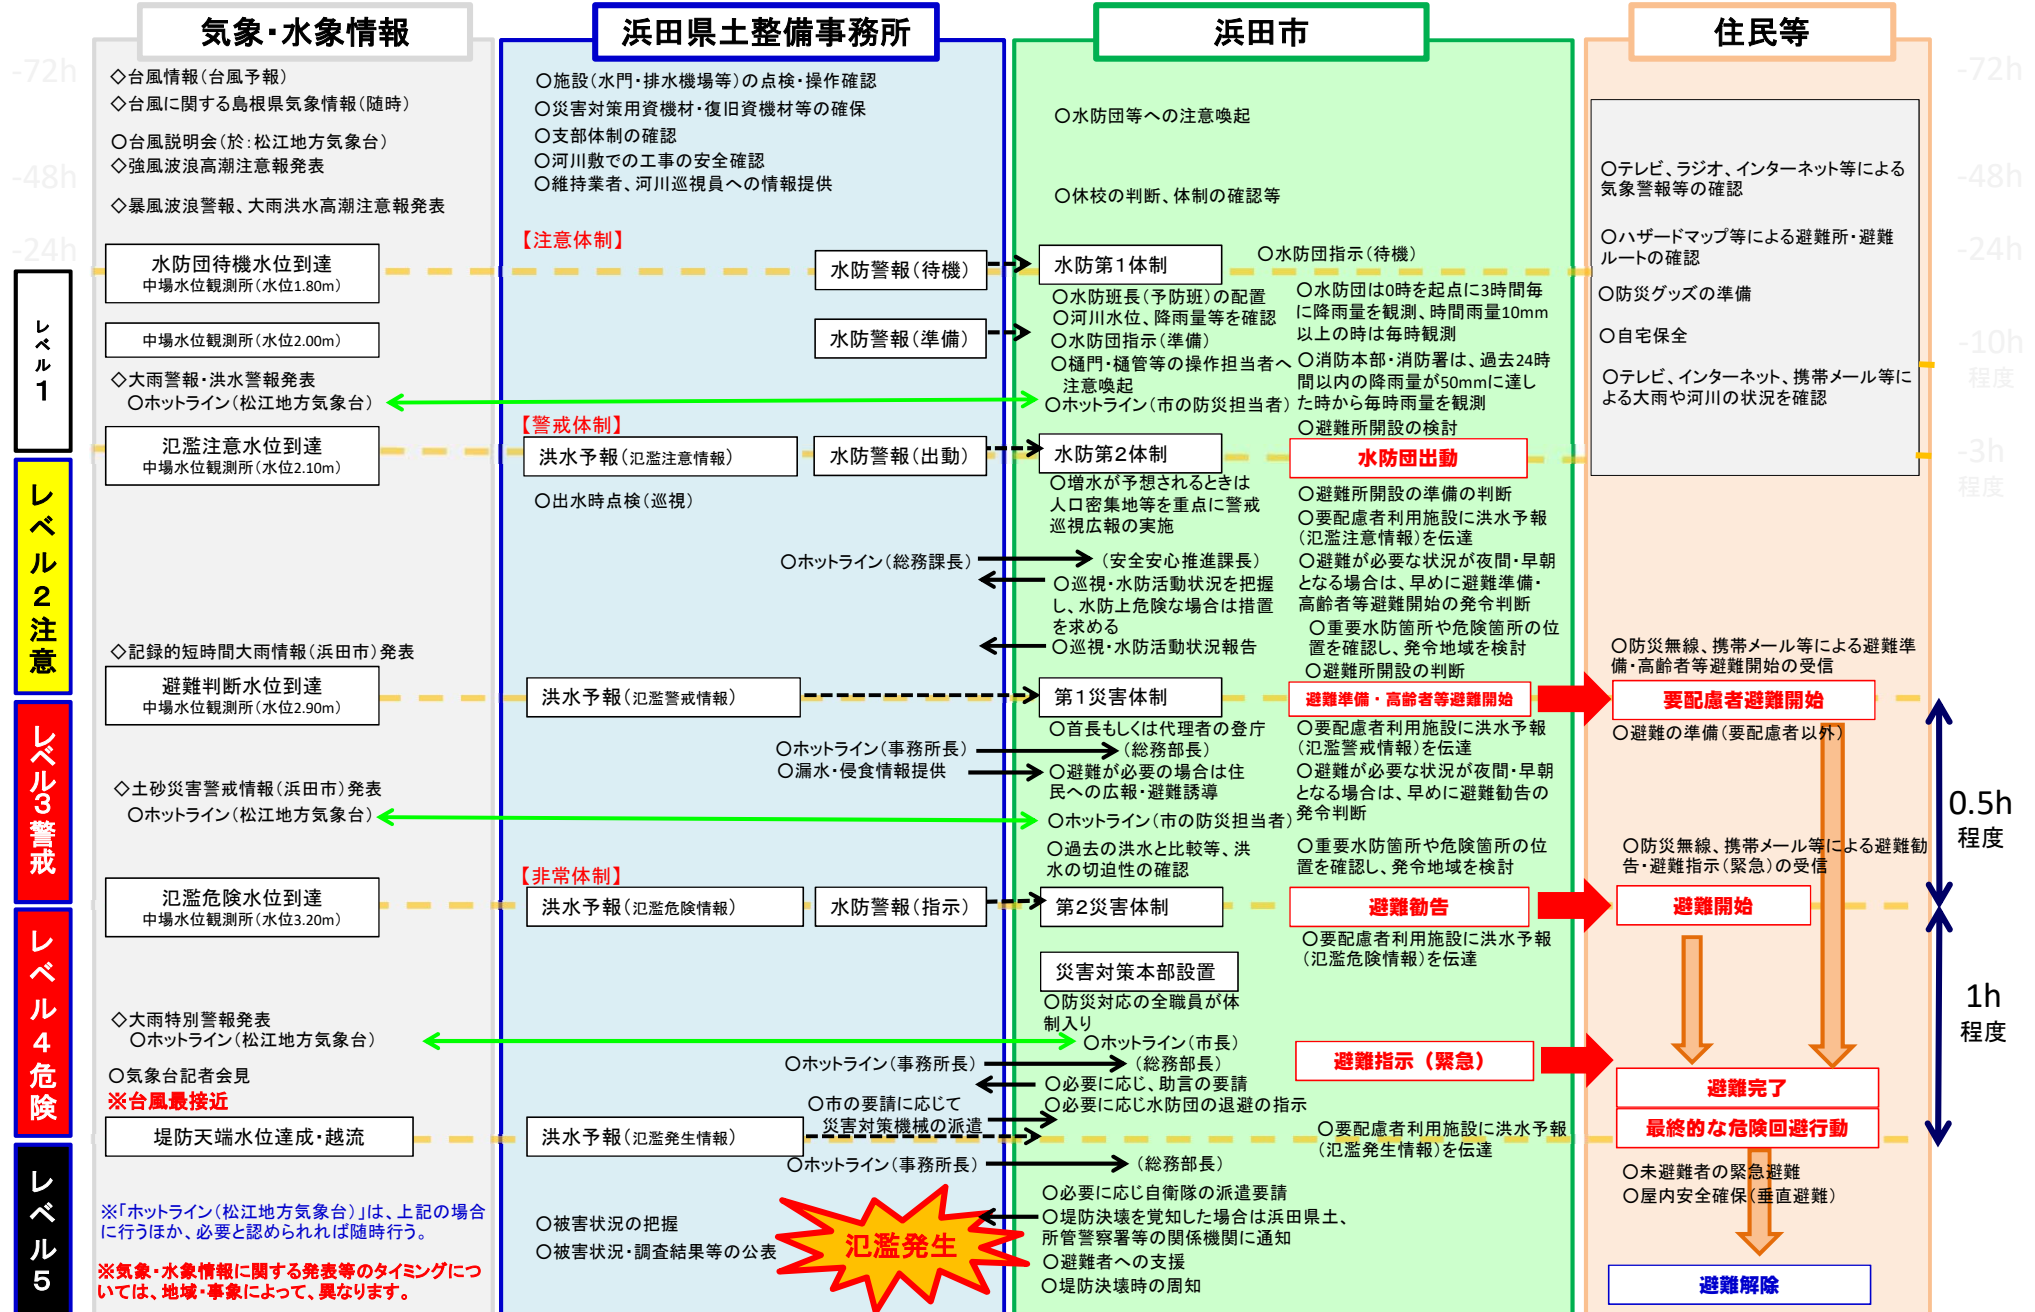 気象・水象情報
浜田県土整備事務所
浜田市
住民等
-72h
-48h
-24h
レベル1
レベル2注意
レベル3警戒
レベル4危険
レベル5
◇台風情報(台風予報)
◇台風に関する島根県気象情報(随時)
○台風説明会(於:松江地方気象台)
◇強風波浪高潮注意報発表
◇暴風波浪警報、大雨洪水高潮注意報発表
水防団待機水位到達
中場水位観測所(水位1.80m)
中場水位観測所(水位2.00m)
◇大雨警報・洪水警報発表
○ホットライン(松江地方気象台)
氾濫注意水位到達
中場水位観測所(水位2.10m)
◇記録的短時間大雨情報(浜田市)発表
避難判断水位到達
中場水位観測所(水位2.90m)
◇土砂災害警戒情報(浜田市)発表
○ホットライン(松江地方気象台)
氾濫危険水位到達
中場水位観測所(水位3.20m)
◇大雨特別警報発表
○ホットライン(松江地方気象台)
○気象台記者会見
※台風最接近
堤防天端水位達成・越流
※「ホットライン(松江地方気象台)」は、上記の場合
に行うほか、必要と認められれば随時行う。
※気象・水象情報に関する発表等のタイミングにつ
いては、地域・事象によって、異なります。
○施設(水門・排水機場等)の点検・操作確認
○災害対策用資機材・復旧資機材等の確保
○支部体制の確認
○河川敷での工事の安全確認
○維持業者、河川巡視員への情報提供
【注意体制】
水防警報(待機)
水防警報(準備)
【警戒体制】
洪水予報(氾濫注意情報)
水防警報(出動)
○出水時点検(巡視)
○ホットライン(総務課長)
洪水予報(氾濫警戒情報)
○ホットライン(事務所長)
○漏水・侵食情報提供
【非常体制】
洪水予報(氾濫危険情報)
水防警報(指示)
○ホットライン(事務所長)
○市の要請に応じて
災害対策機械の派遣
洪水予報(氾濫発生情報)
○ホットライン(事務所長)
○被害状況の把握
○被害状況・調査結果等の公表
氾濫発生
○水防団等への注意喚起
○休校の判断、体制の確認等
水防第1体制
○水防団指示(待機)
○水防班長(予防班)の配置
○河川水位、降雨量等を確認
○水防団指示(準備)
○樋門・樋管等の操作担当者へ
注意喚起
○ホットライン(市の防災担当者)
○水防団は0時を起点に3時間毎
に降雨量を観測、時間雨量10mm
以上の時は毎時観測
○消防本部・消防署は、過去24時
間以内の降雨量が50mmに達し
た時から毎時雨量を観測
○避難所開設の検討
水防第2体制
水防団出動
○増水が予想されるときは
人口密集地等を重点に警戒
巡視広報の実施
(安全安心推進課長)
○巡視・水防活動状況を把握
し、水防上危険な場合は措置
を求める
○巡視・水防活動状況報告
○避難所開設の準備の判断
○要配慮者利用施設に洪水予報
(氾濫注意情報)を伝達
○避難が必要な状況が夜間・早朝
となる場合は、早めに避難準備・
高齢者等避難開始の発令判断
○重要水防箇所や危険箇所の位
置を確認し、発令地域を検討
○避難所開設の判断
第1災害体制
避難準備・高齢者等避難開始
○首長もしくは代理者の登庁
(総務部長)
○避難が必要の場合は住
民への広報・避難誘導
○ホットライン(市の防災担当者)
○過去の洪水と比較等、洪
水の切迫性の確認
○要配慮者利用施設に洪水予報
(氾濫警戒情報)を伝達
○避難が必要な状況が夜間・早朝
となる場合は、早めに避難勧告の
発令判断
○重要水防箇所や危険箇所の位
置を確認し、発令地域を検討
第2災害体制
避難勧告
○要配慮者利用施設に洪水予報
(氾濫危険情報)を伝達
災害対策本部設置
○防災対応の全職員が体
制入り
○ホットライン(市長)
(総務部長)
避難指示(緊急)
○必要に応じ、助言の要請
○必要に応じ水防団の退避の指示
○要配慮者利用施設に洪水予報
(氾濫発生情報)を伝達
(総務部長)
○必要に応じ自衛隊の派遣要請
○堤防決壊を覚知した場合は浜田県土、
所管警察署等の関係機関に通知
○避難者への支援
○堤防決壊時の周知
○テレビ、ラジオ、インターネット等による
気象警報等の確認
○ハザードマップ等による避難所・避難
ルートの確認
○防災グッズの準備
○自宅保全
○テレビ、インターネット、携帯メール等に
よる大雨や河川の状況を確認
○防災無線、携帯メール等による避難準
備・高齢者等避難開始の受信
要配慮者避難開始
○避難の準備(要配慮者以外)
○防災無線、携帯メール等による避難勧
告・避難指示(緊急)の受信
避難開始
避難完了
最終的な危険回避行動
○未避難者の緊急避難
○屋内安全確保(垂直避難)
避難解除
-72h
-48h
-24h
-10h
程度
-3h
程度
0.5h
程度
1h
程度